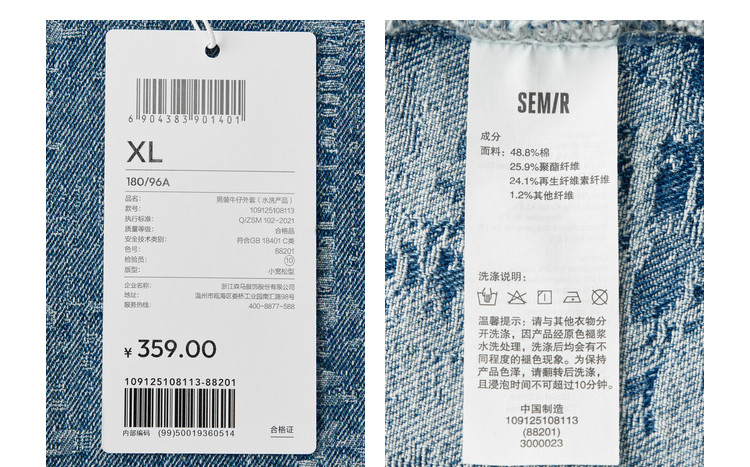 6 904383 901401
XL
180/96A
品名： 男装牛仔外套（水洗产品）
款号： 109125108113
执行标准： Q/ZSM 102-2021
质量等级： 合格品
安全技术类别： 符合GB 18401 C类
色号： 88201
检验员： 10
版型： 小宽松型
企业名称： 浙江森马服饰股份有限公司
地址： 温州市瓯海区娄桥工业园南汇路98号
服务热线： 400-8877-588
¥ 359.00
109125108113-88201
内部编码 (99)50019360514
合格证
SEMIR
成分
面料：48.8%棉
25.9%聚酯纤维
24.1%再生纤维素纤维
1.2%其他纤维
洗涤说明：
温馨提示：请与其他衣物分
开洗涤，因产品经原色褪浆
水洗处理，洗涤后均会有不
同程度的褪色现象。为保持
产品色泽，请翻转后洗涤，
且浸泡时间不可超过10分钟。
中国制造
109125108113
(88201)
3000023